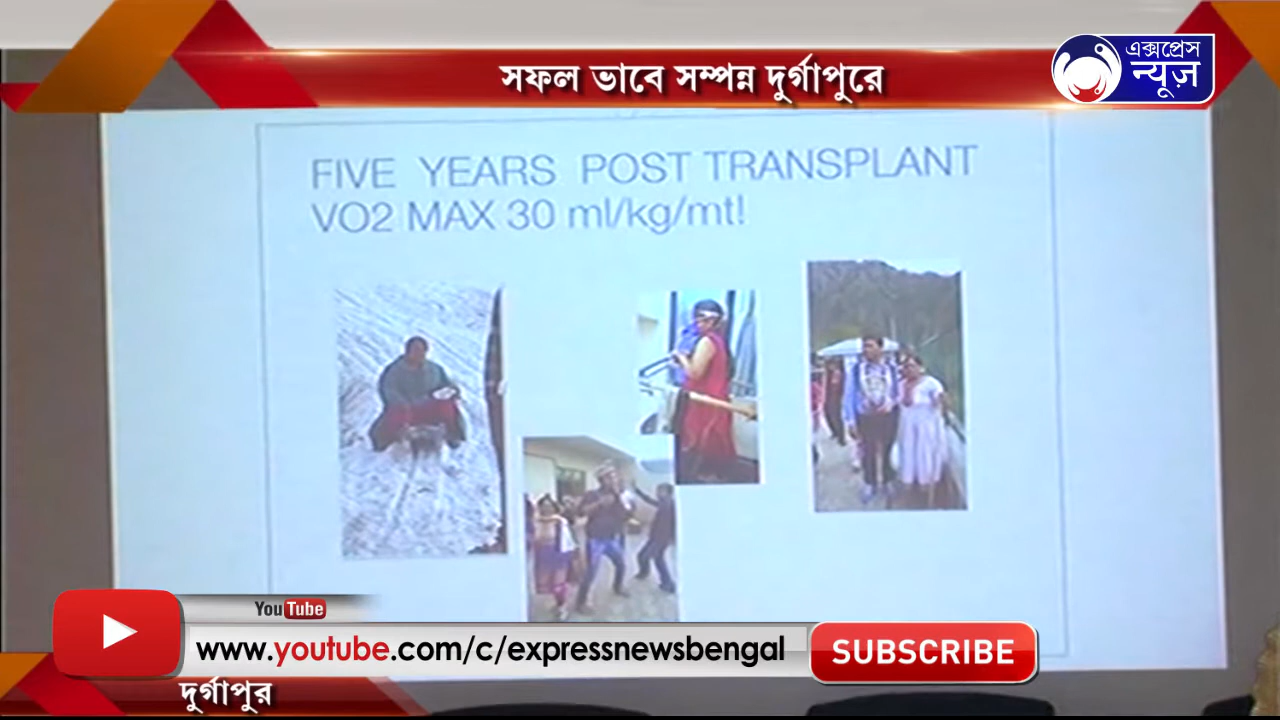 সফল ভাবে সম্পন্ন দুর্গাপুরে
এক্সপ্রেস
ন্যূজ়
FIVE YEARS POST TRANSPLANT
VO2 MAX 30 ml/kg/mt!
YouTube
www.youtube.com/c/expressnewsbengal
SUBSCRIBE
দুর্গাপুর